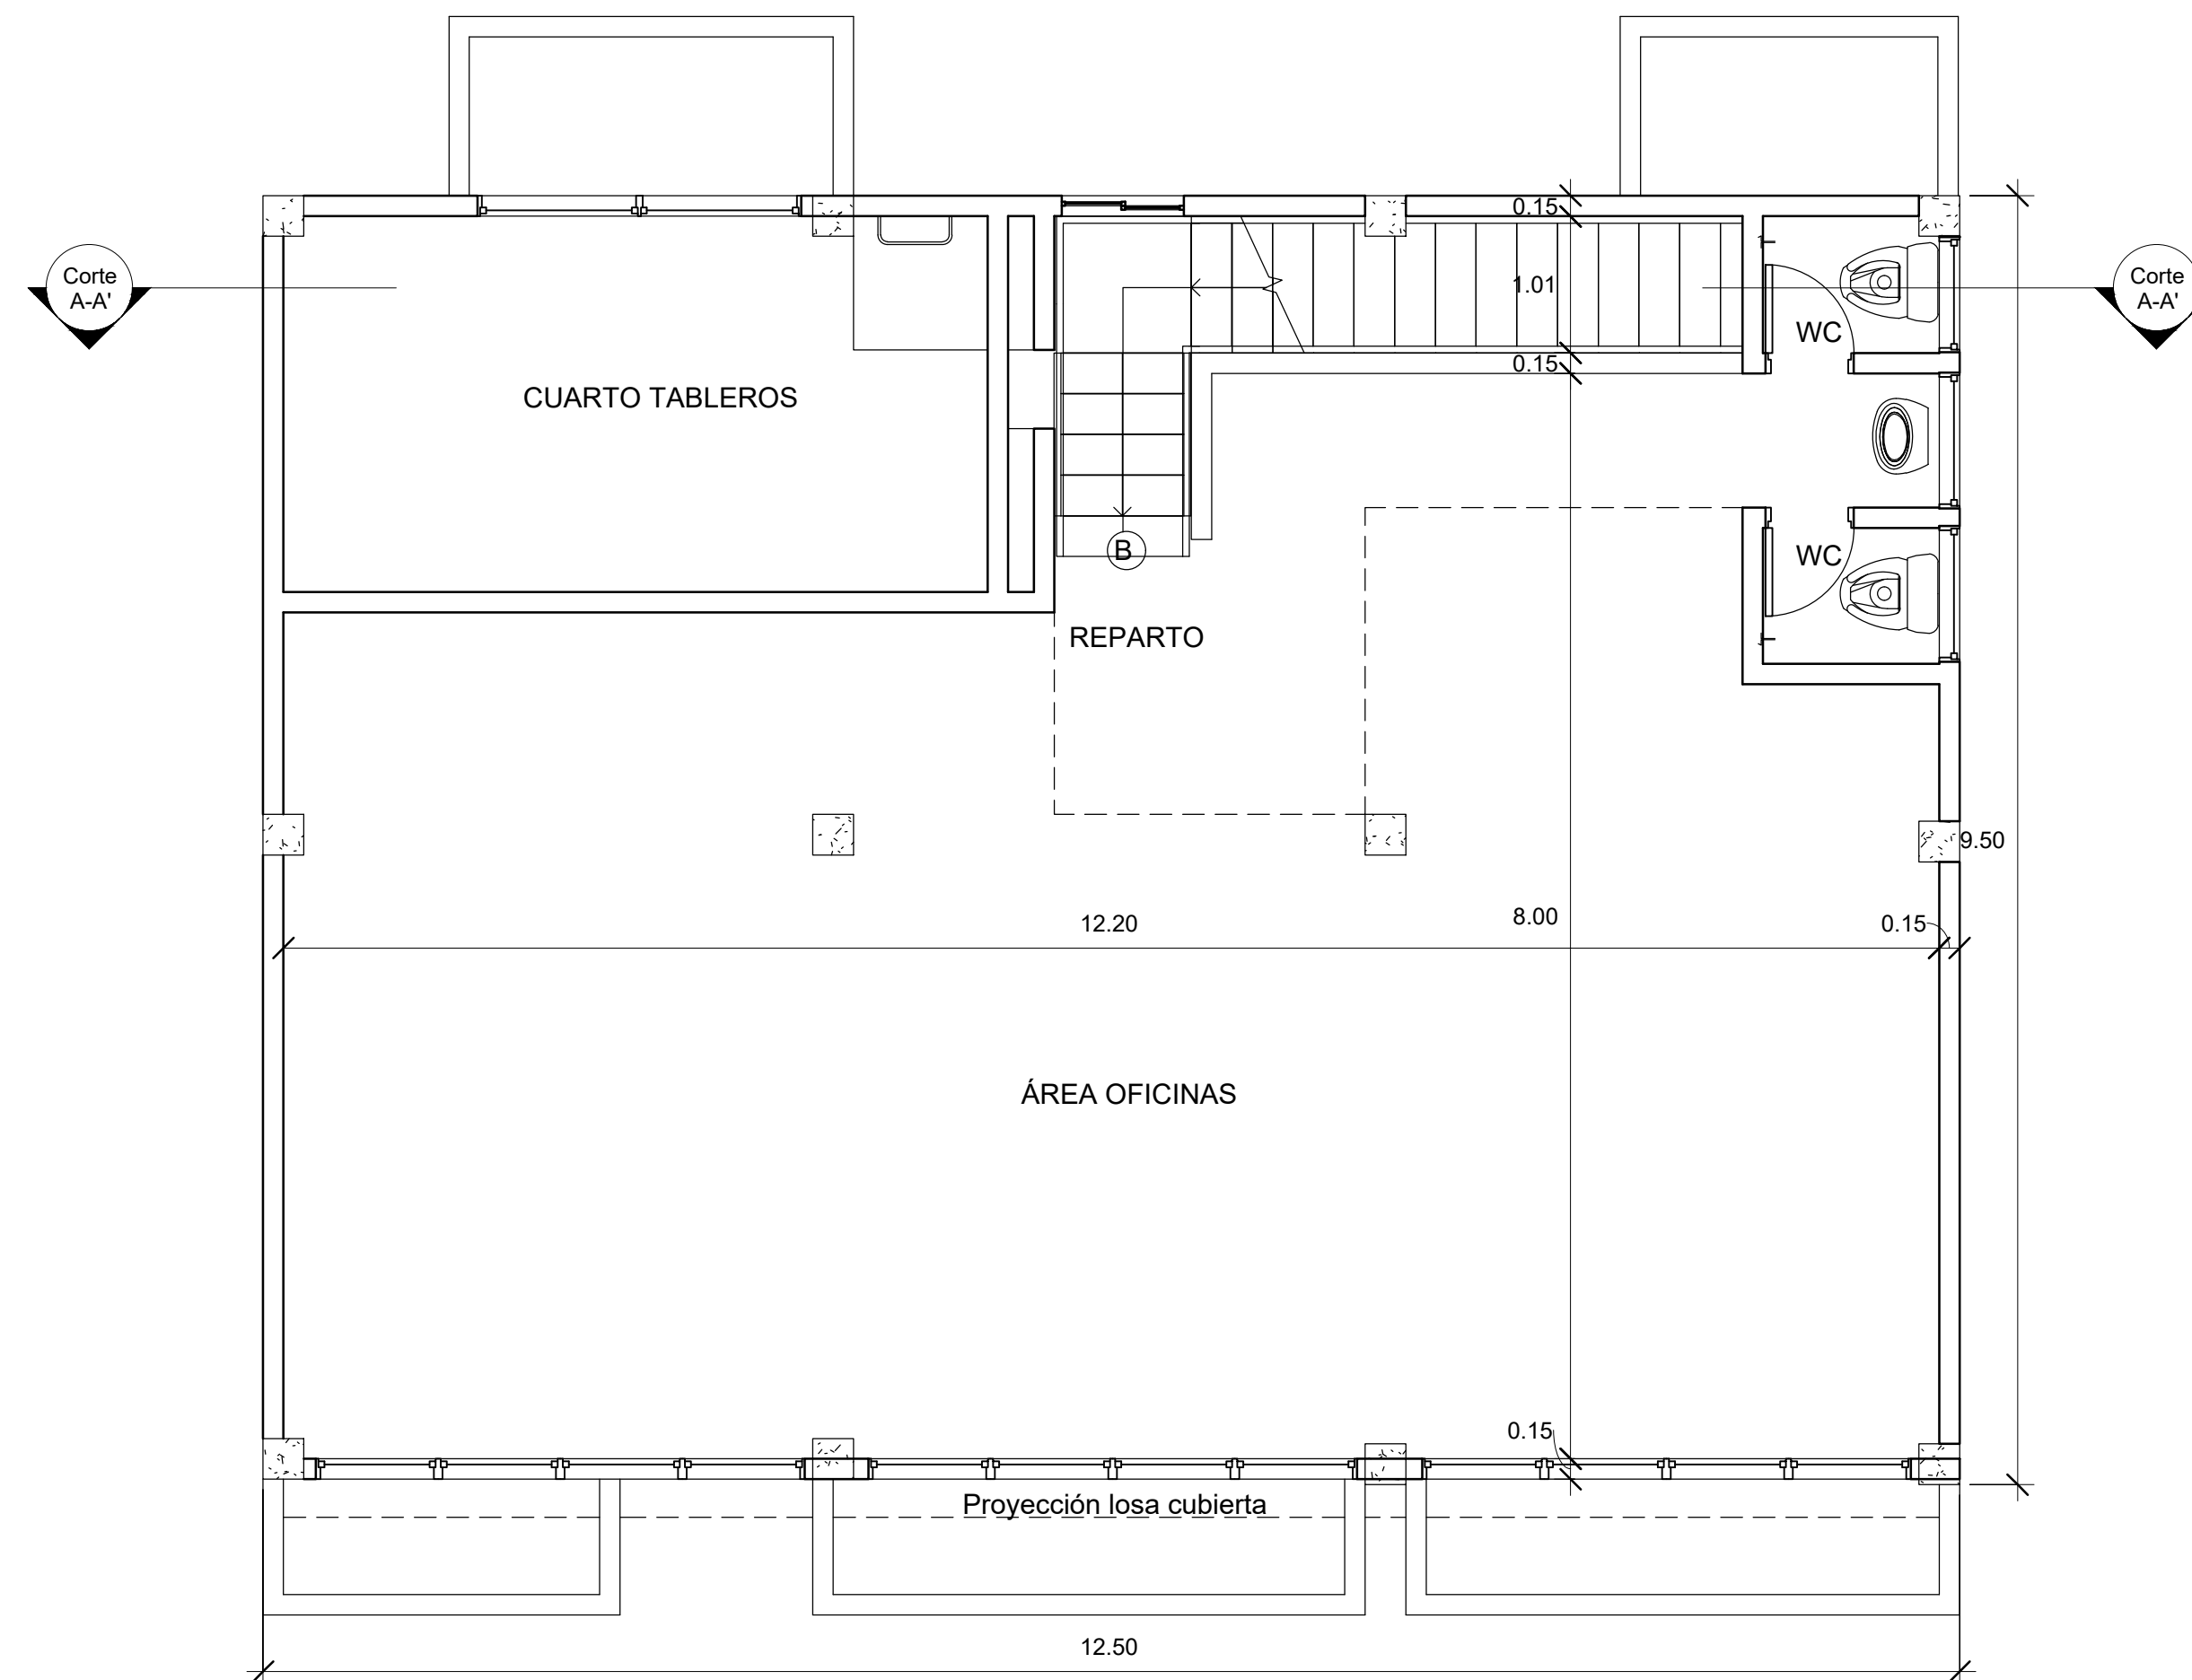 0.15
Corte
A-A'
1.01
Corte
A-A'
WC
0.15
CUARTO TABLEROS
B
WC
REPARTO
9.50
12.20
8.00
0.15
ÁREA OFICINAS
0.15
Proyección losa cubierta
12.50